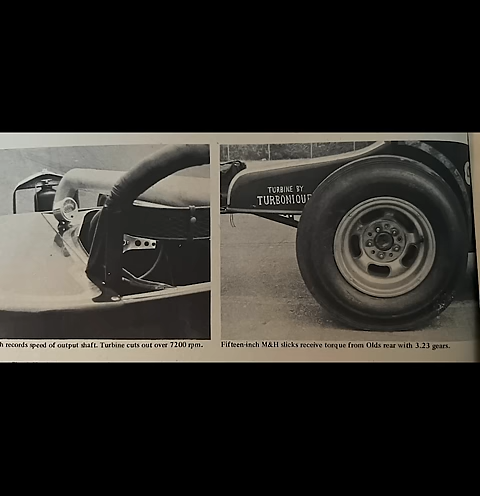 TURBINE BY
TURBONIQUE
h records speed of output shaft. Turbine cuts out over 7200 rpm.
Fifteen-inch M&H slicks receive torque from Olds rear with 3.23 gears.